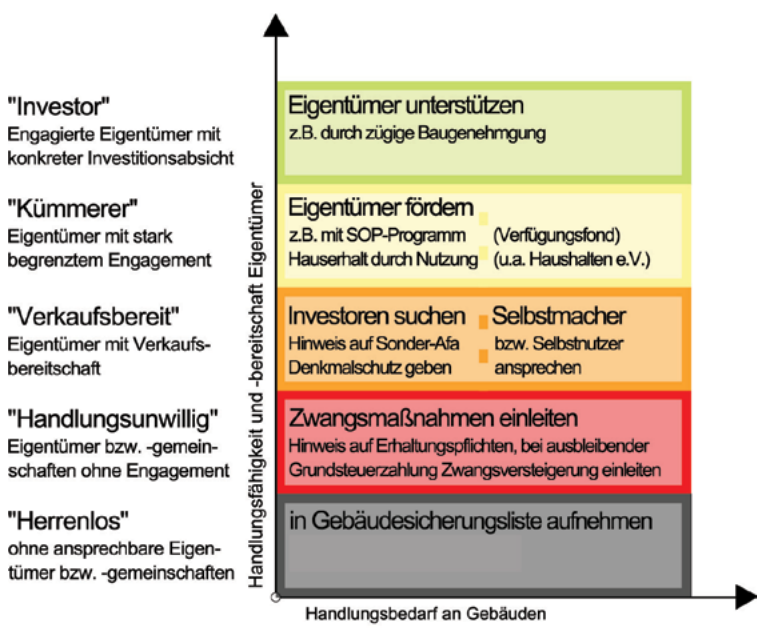 "Investor"
Engagierte Eigentümer mit
konkreter Investitionsabsicht
Eigentümer unterstützen
z.B. durch zügige Baugenehmgung
"Kümmerer"
Eigentümer mit stark
begrenztem Engagement
Eigentümer fördern
z.B. mit SOP-Programm (Verfügungsfond)
Hauserhalt durch Nutzung (u.a. Haushalten e.V.)
"Verkaufsbereit"
Eigentümer mit Verkaufs-
bereitschaft
Investoren suchen
Hinweis auf Sonder-Afa
Denkmalschutz geben
Selbstmacher
bzw. Selbstnutzer
ansprechen
"Handlungsunwillig"
Eigentümer bzw. -gemein-
schaften ohne Engagement
Zwangsmaßnahmen einleiten
Hinweis auf Erhaltungspflichten, bei ausbleibender
Grundsteuerzahlung Zwangsversteigerung einleiten
"Herrenlos"
ohne ansprechbare Eigen-
tümer bzw. -gemeinschaften
in Gebäudesicherungsliste aufnehmen
Handlungsfähigkeit und -bereitschaft Eigentümer
Handlungsbedarf an Gebäuden